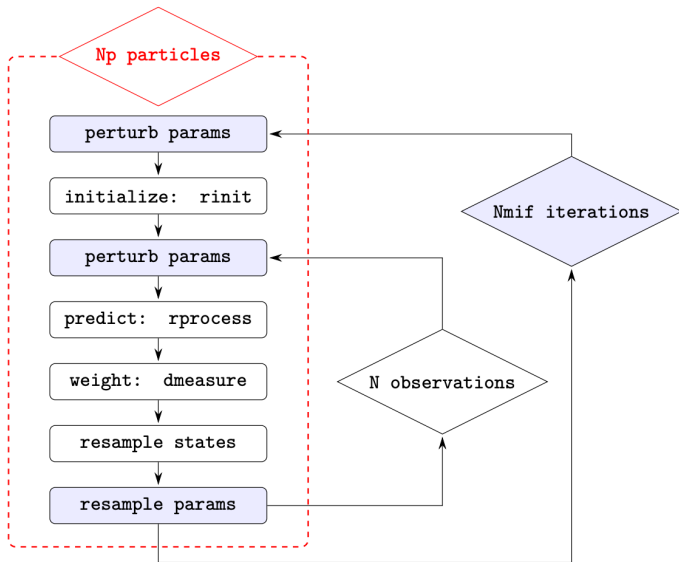 Np particles
perturb params
initialize: rinit
Nmif iterations
perturb params
predict: rprocess
weight: dmeasure
N observations
resample states
resample params